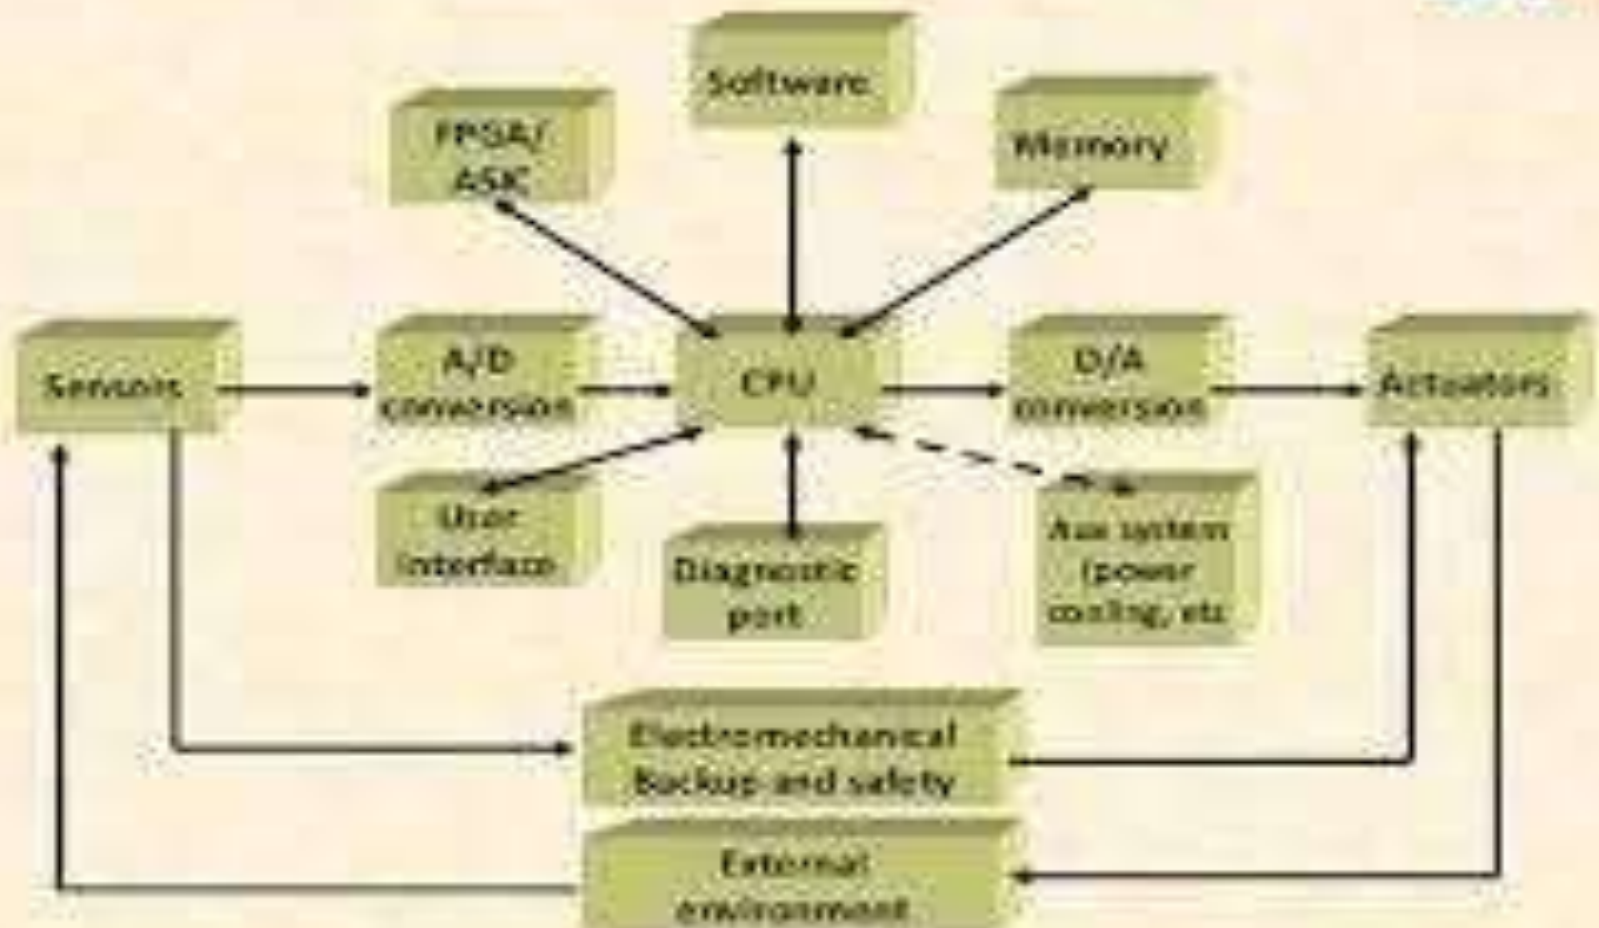 Software
FPGA/
ASIC
Memory
Sensors
A/D
conversion
CPU
D/A
conversion
Actuators
User
interface
Diagnostic
port
Aux system
(power
cooling, etc
Electromechanical
backup and safety
External
environment